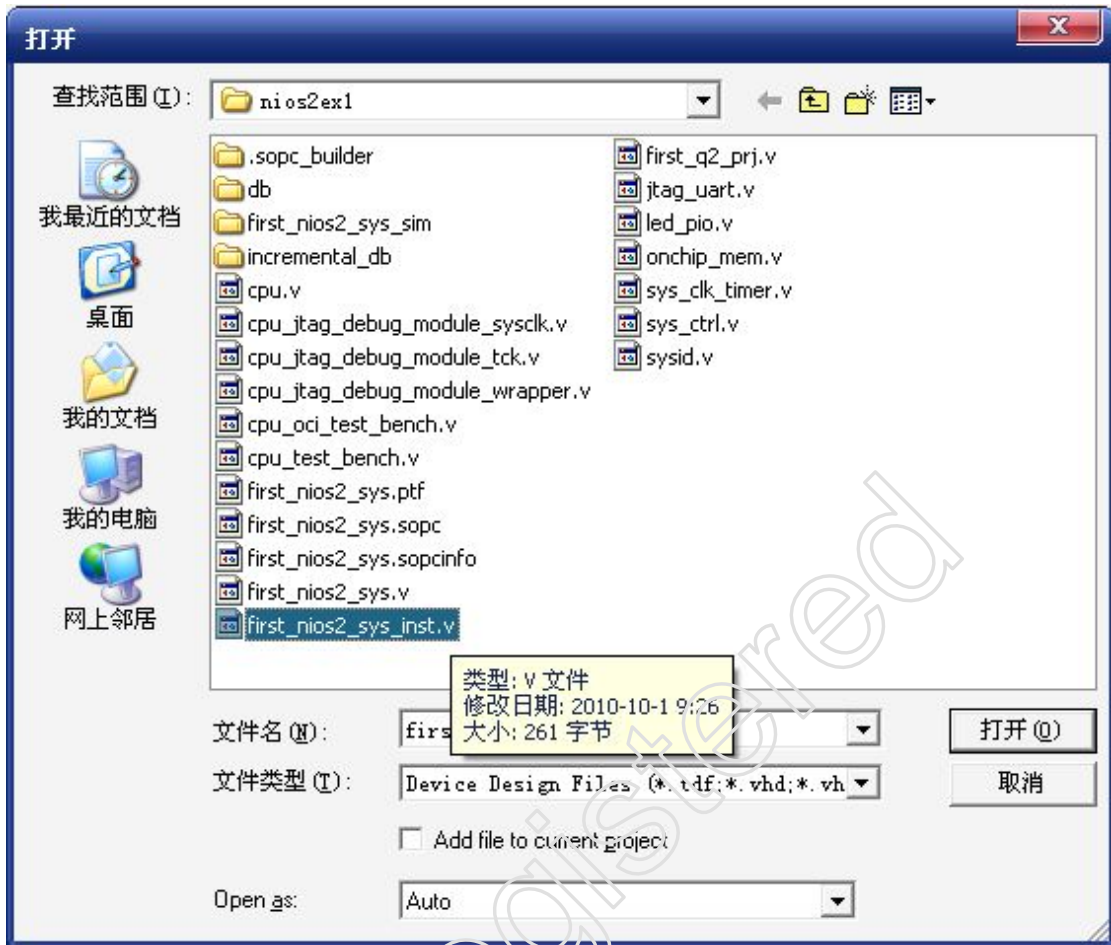 打开
查找范围(I):
nios2ex1
我最近的文档
桌面
我的文档
我的电脑
网上邻居
.sopc_builder
db
first_nios2_sys_sim
incremental_db
cpu.v
cpu_jtag_debug_module_sysclk.v
cpu_jtag_debug_module_tck.v
cpu_jtag_debug_module_wrapper.v
cpu_oci_test_bench.v
cpu_test_bench.v
first_nios2_sys.ptf
first_nios2_sys.sopc
first_nios2_sys.sopcinfo
first_nios2_sys.v
first_nios2_sys_inst.v
first_q2_prj.v
jtag_uart.v
led_pio.v
onchip_mem.v
sys_clk_timer.v
sys_ctrl.v
sysid.v
类型: V 文件
修改日期: 2010-10-1 9:26
大小: 261 字节
文件名(N):
firs
打开(O)
文件类型(T):
Device Design Files (*.tdf;*.vhd;*.vh
取消
Add file to current project
Open as:
Auto
gistered